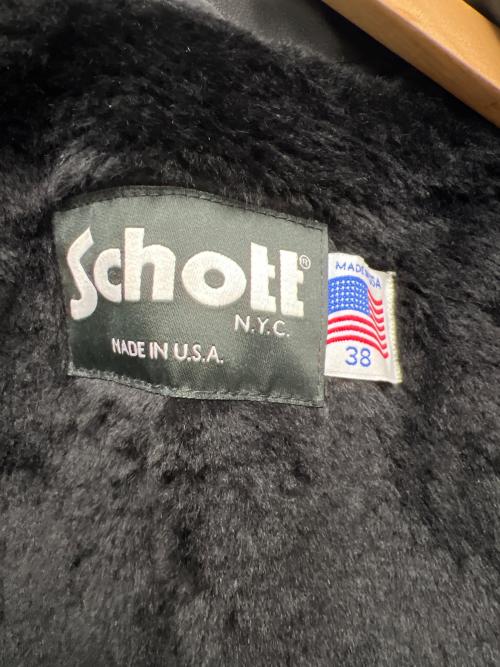 Schott®
N.Y.C.
MADE IN U.S.A.
MADE IN USA
38